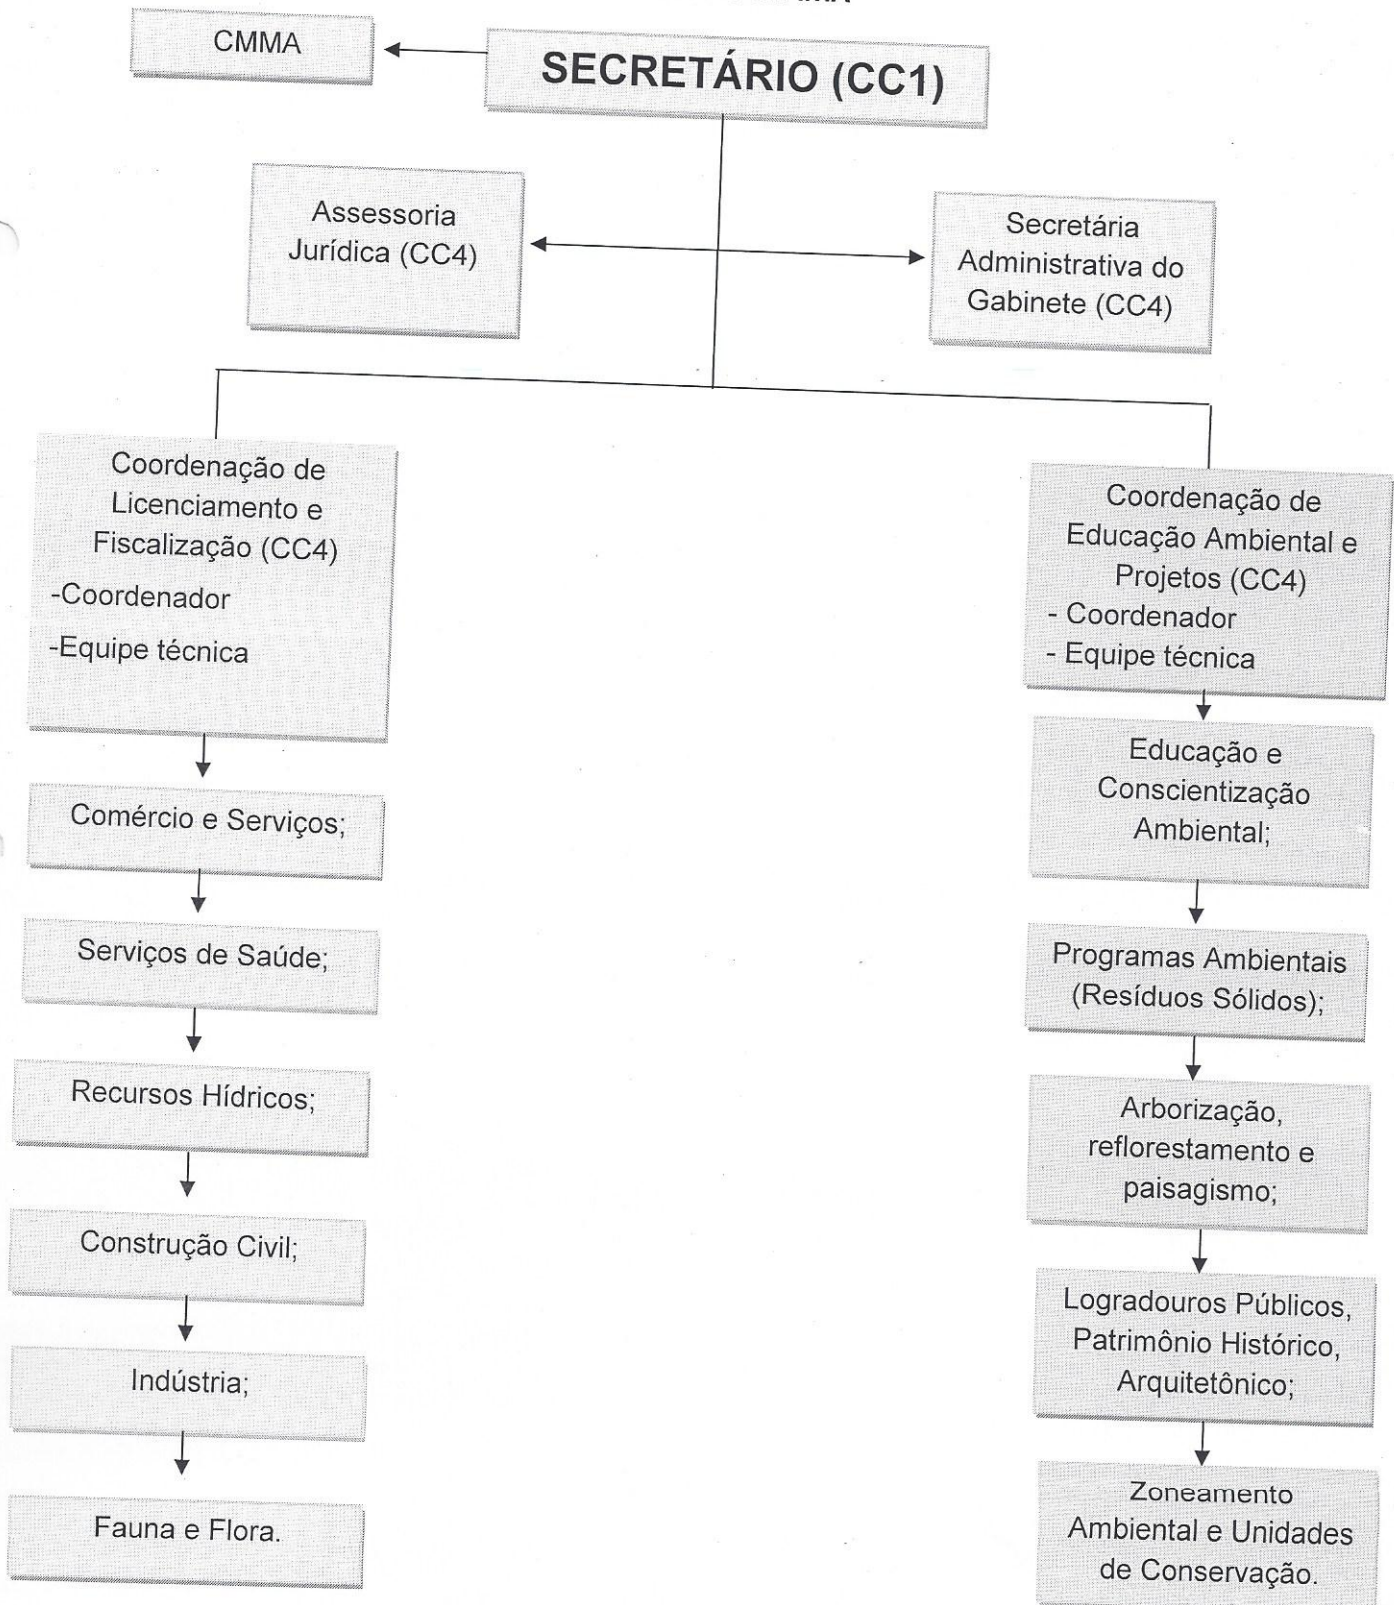 CMMA
SECRETÁRIO (CC1)
Assessoria
Jurídica (CC4)
Secretária
Administrativa do
Gabinete (CC4)
Coordenação de
Licenciamento e
Fiscalização (CC4)
-Coordenador
-Equipe técnica
Comércio e Serviços;
Serviços de Saúde;
Recursos Hídricos;
Construção Civil;
Indústria;
Fauna e Flora.
Coordenação de
Educação Ambiental e
Projetos (CC4)
- Coordenador
- Equipe técnica
Educação e
Conscientização
Ambiental;
Programas Ambientais
(Resíduos Sólidos);
Arborização,
reflorestamento e
paisagismo;
Logradouros Públicos,
Patrimônio Histórico,
Arquitetônico;
Zoneamento
Ambiental e Unidades
de Conservação.